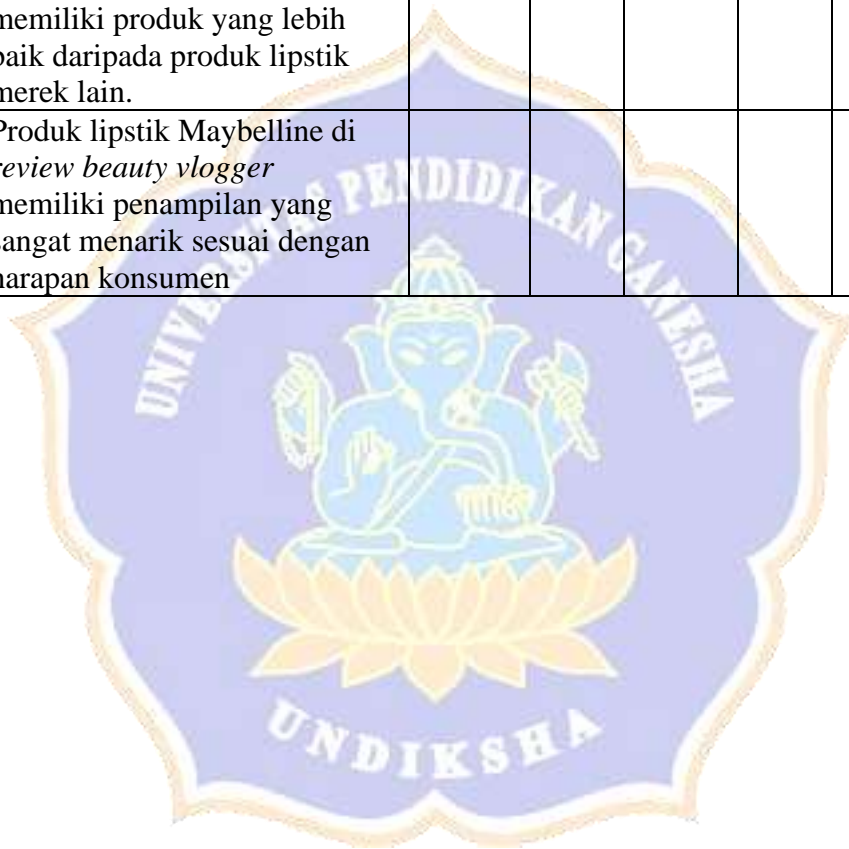 memiliki produk yang lebih
baik daripada produk lipstik
merek lain.
Produk lipstik Maybelline di
review beauty vlogger
memiliki penampilan yang
sangat menarik sesuai dengan
harapan konsumen
UNIVERSITAS PENDIDIKAN GANESHA
UNDIKSHA